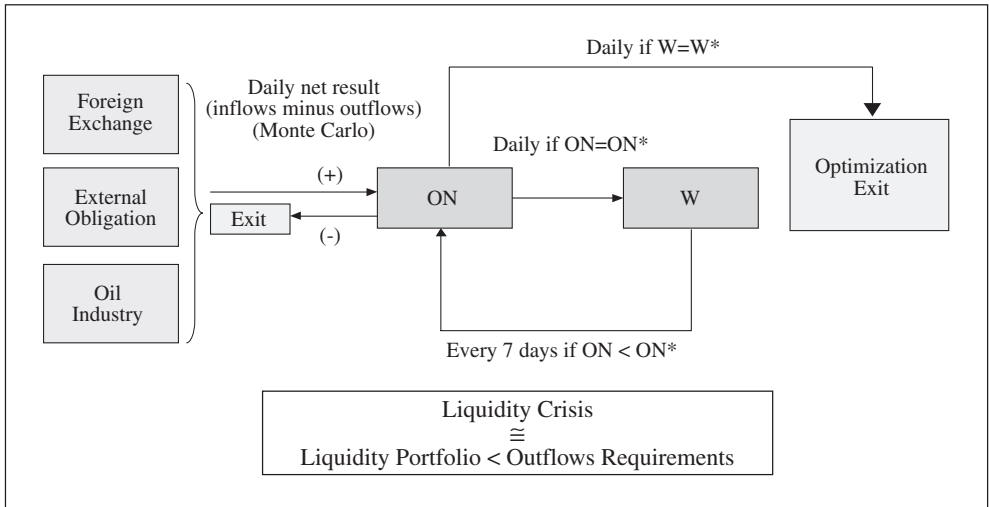 Daily if W=W*
Foreign
Exchange
Daily net result
(inflows minus outflows)
(Monte Carlo)
Daily if ON=ON*
Optimization
Exit
External
Obligation
(+)
ON
W
Exit
(-)
Oil
Industry
Every 7 days if ON < ON*
Liquidity Crisis
≅
Liquidity Portfolio < Outflows Requirements